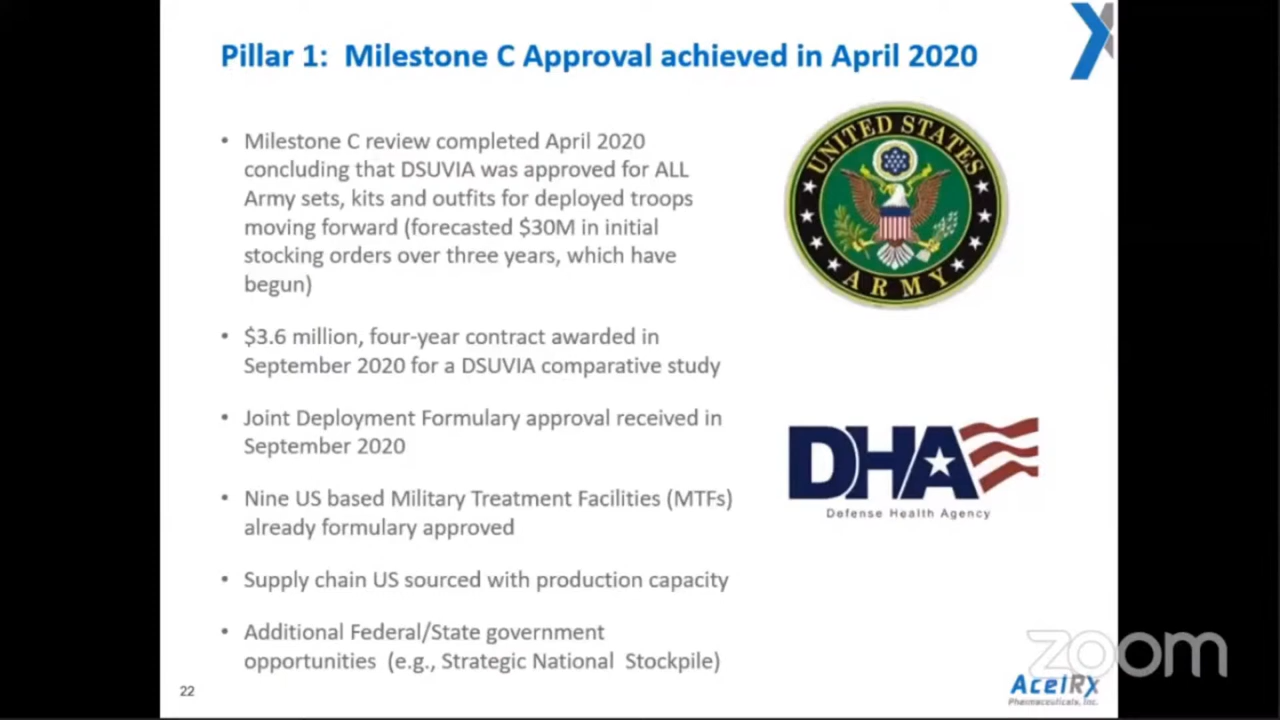 Pillar 1: Milestone C Approval achieved in April 2020
• Milestone C review completed April 2020
concluding that DSUVIA was approved for ALL
Army sets, kits and outfits for deployed troops
moving forward (forecasted $30M in initial
stocking orders over three years, which have
begun)
• $3.6 million, four-year contract awarded in
September 2020 for a DSUVIA comparative study
• Joint Deployment Formulary approval received in
September 2020
• Nine US based Military Treatment Facilities (MTFs)
already formulary approved
• Supply chain US sourced with production capacity
• Additional Federal/State government
opportunities (e.g., Strategic National Stockpile)
UNITED STATES
ARMY
DHA
Defense Health Agency
22
zoom
AcelRx
Pharmaceuticals, Inc.